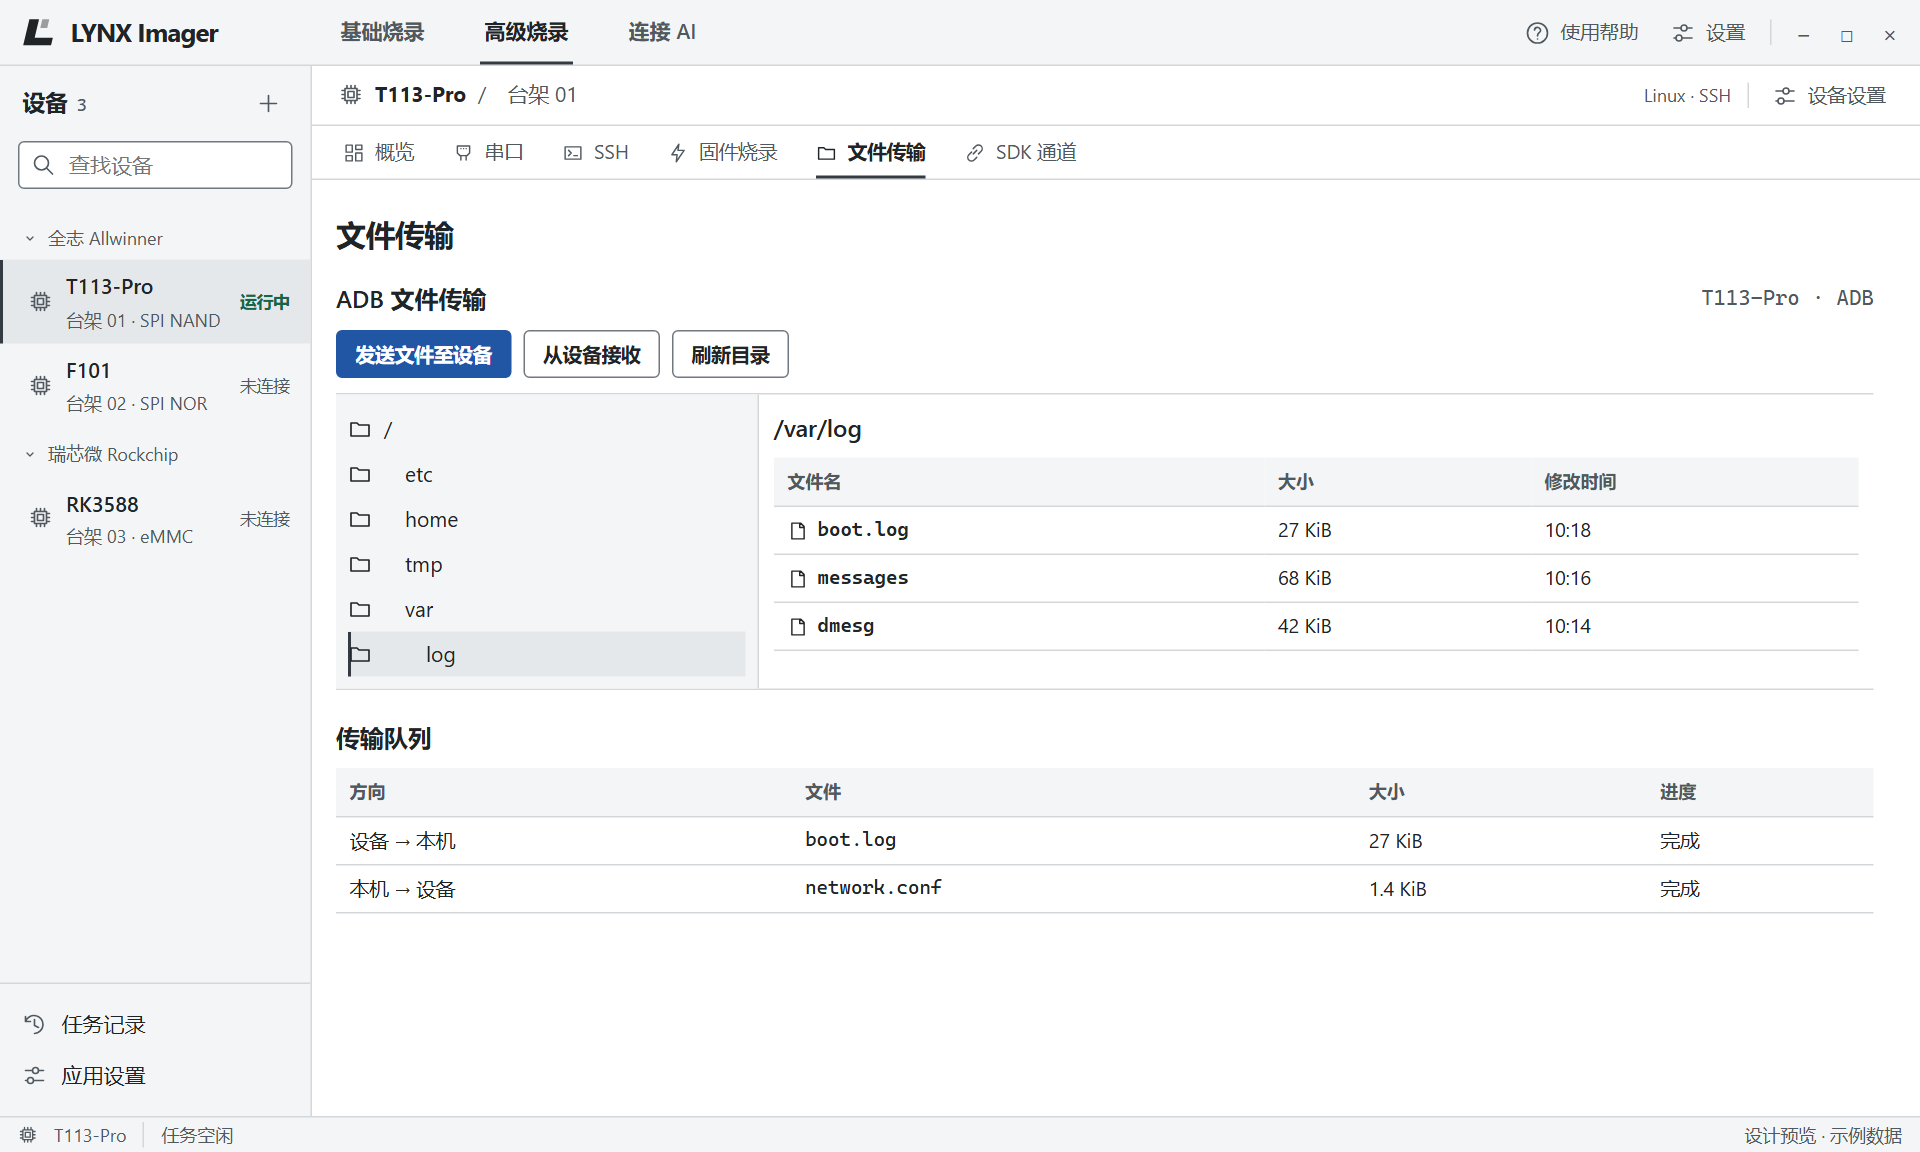 LYNX Imager
基础烧录
高级烧录
连接 AI
使用帮助
设置
设备 3
查找设备
全志 Allwinner
T113-Pro
台架 01 · SPI NAND
运行中
F101
台架 02 · SPI NOR
未连接
瑞芯微 Rockchip
RK3588
台架 03 · eMMC
未连接
任务记录
应用设置
T113-Pro / 台架 01
Linux · SSH
设备设置
概览
串口
SSH
固件烧录
文件传输
SDK 通道
文件传输
ADB 文件传输
T113-Pro · ADB
发送文件至设备
从设备接收
刷新目录
/
etc
home
tmp
var
log
/var/log
文件名 大小 修改时间
boot.log 27 KiB 10:18
messages 68 KiB 10:16
dmesg 42 KiB 10:14
传输队列
方向 文件 大小 进度
设备 → 本机 boot.log 27 KiB 完成
本机 → 设备 network.conf 1.4 KiB 完成
T113-Pro
任务空闲
设计预览 · 示例数据